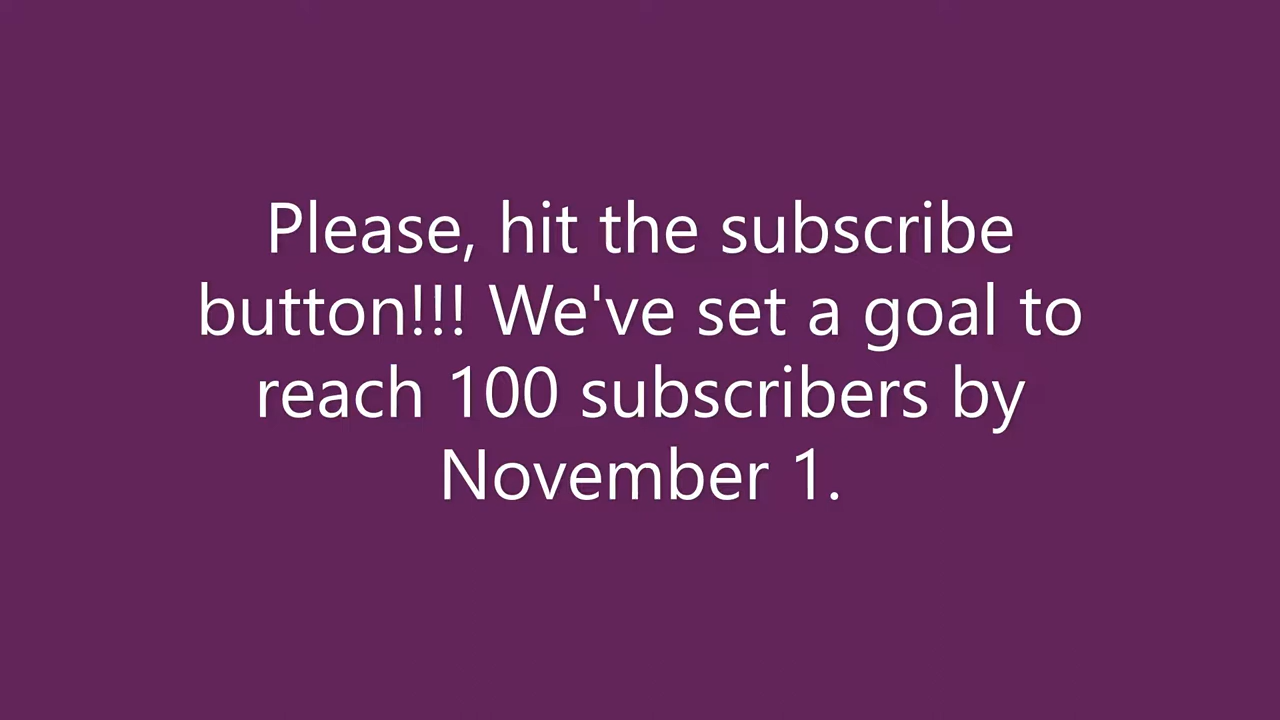 Please, hit the subscribe
button!!! We've set a goal to
reach 100 subscribers by
November 1.